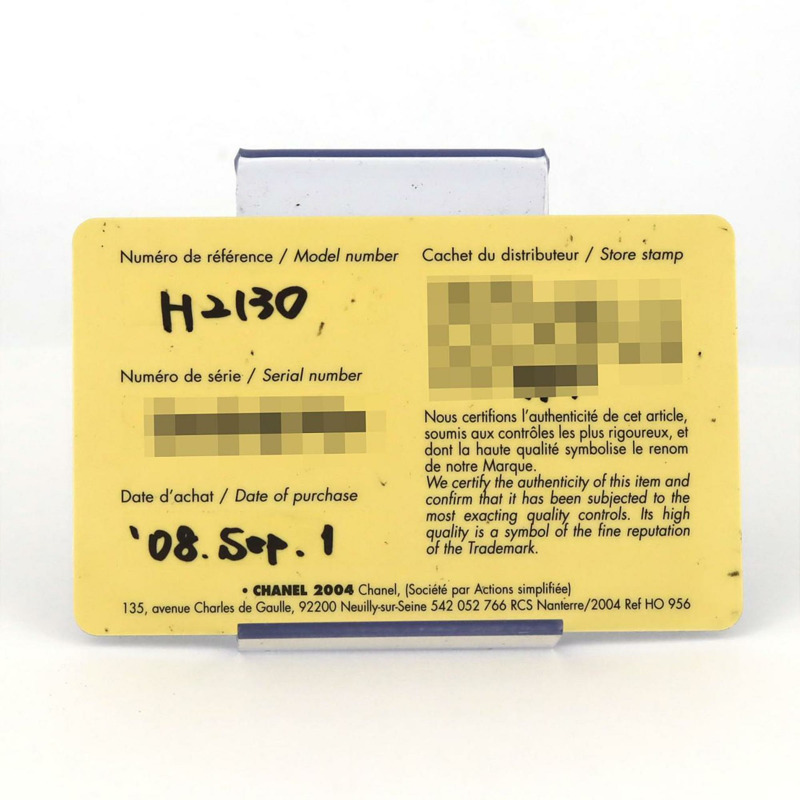 Numéro de référence / Model number
H2130
Numéro de série / Serial number
Date d'achat / Date of purchase
'08. Sep. 1
Cachet du distributeur / Store stamp
Nous certifions l'authenticité de cet article,
soumis aux contrôles les plus rigoureux, et
dont la haute qualité symbolise le renom
de notre Marque.
We certify the authenticity of this item and
confirm that it has been subjected to the
most exacting quality controls. Its high
quality is a symbol of the fine reputation
of the Trademark.
• CHANEL 2004 Chanel, (Société par Actions simplifiée)
135, avenue Charles de Gaulle, 92200 Neuilly-sur-Seine 542 052 766 RCS Nanterre/2004 Ref HO 956